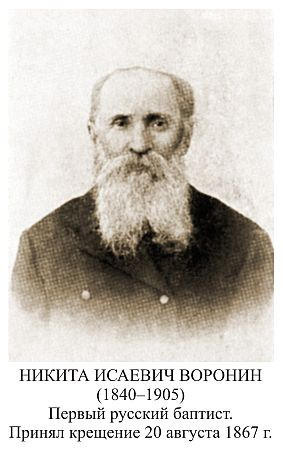 НИКИТА ИСАЕВИЧ ВОРОНИН
(1840–1905)
Первый русский баптист.
Принял крещение 20 августа 1867 г.